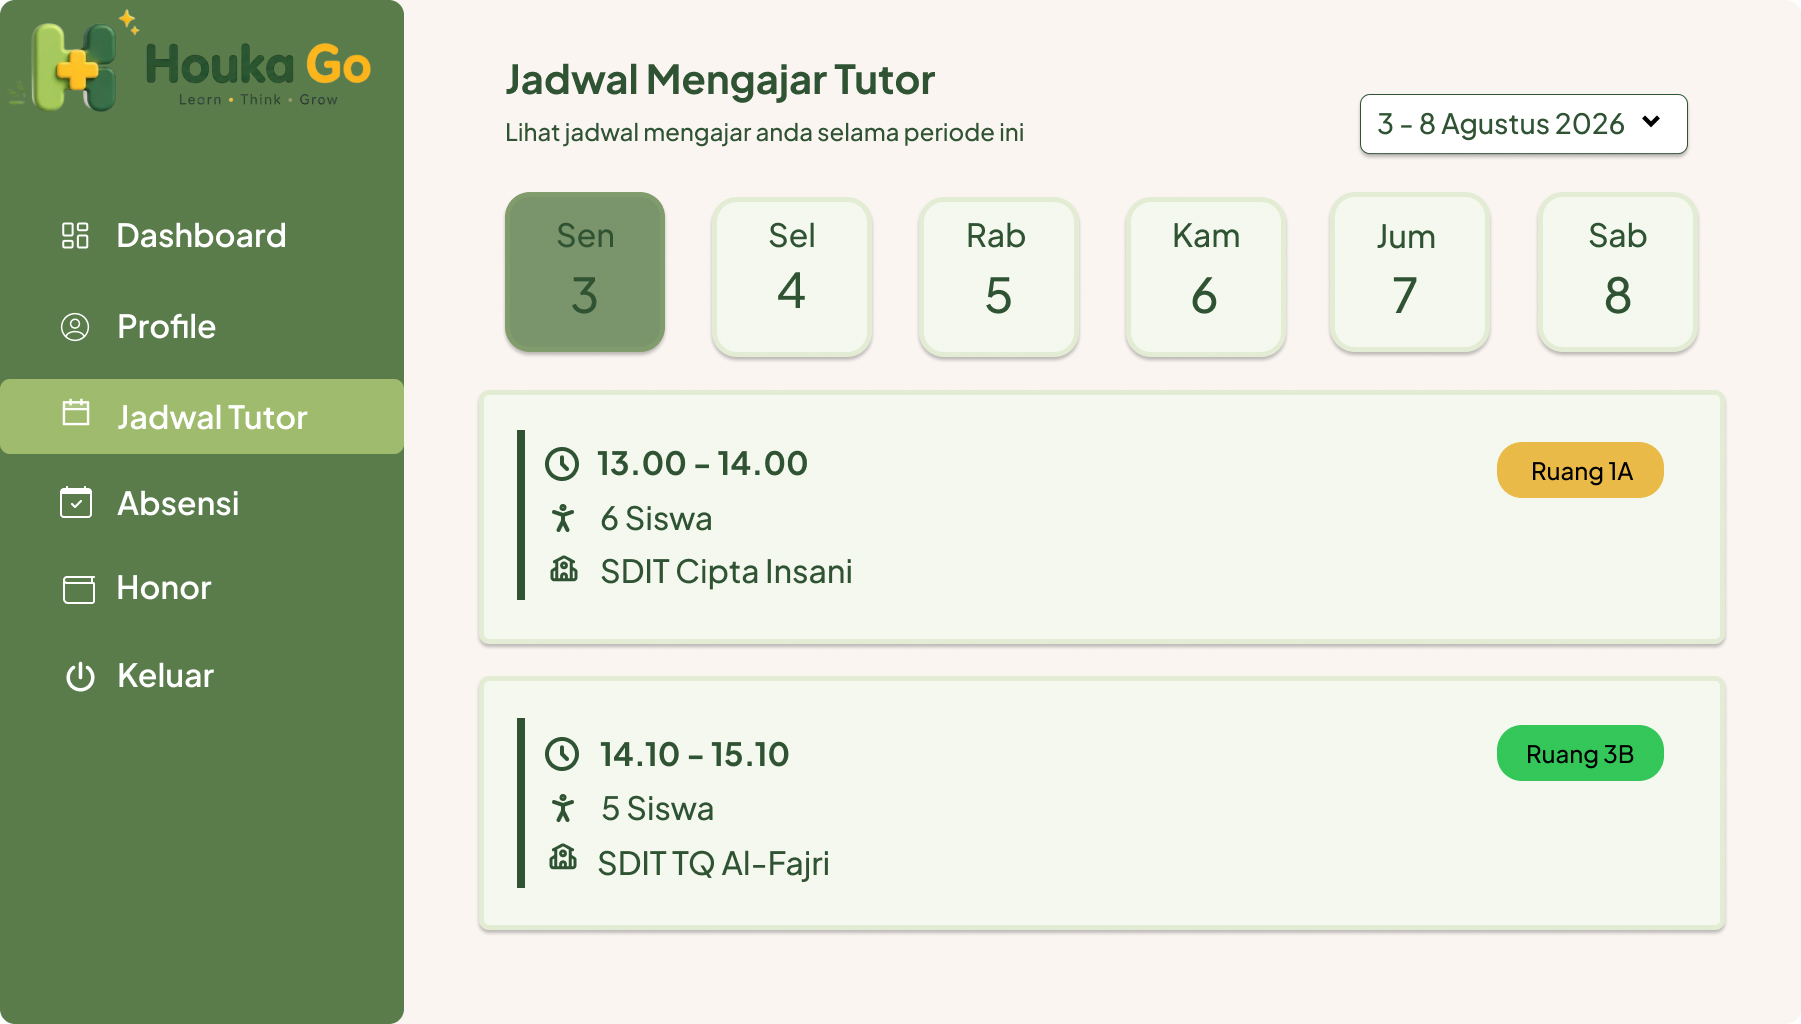 Houka Go
Learn • Think • Grow
Dashboard
Profile
Jadwal Tutor
Absensi
Honor
Keluar
Jadwal Mengajar Tutor
Lihat jadwal mengajar anda selama periode ini
3 - 8 Agustus 2026
Sen
3
Sel
4
Rab
5
Kam
6
Jum
7
Sab
8
13.00 - 14.00
Ruang 1A
6 Siswa
SDIT Cipta Insani
14.10 - 15.10
Ruang 3B
5 Siswa
SDIT TQ Al-Fajri